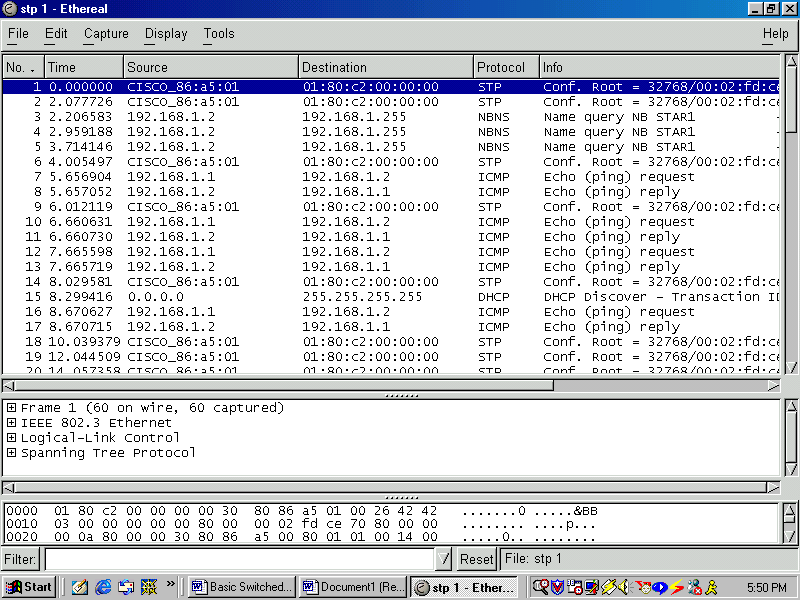 stp 1 - Ethereal
File Edit Capture Display Tools Help
No. . Time Source Destination Protocol Info
1 0.000000 CISCO_86:a5:01 01:80:c2:00:00:00 STP Conf. Root = 32768/00:02:fd:ce
2 2.077726 CISCO_86:a5:01 01:80:c2:00:00:00 STP Conf. Root = 32768/00:02:fd:ce
3 2.206583 192.168.1.2 192.168.1.255 NBNS Name query NB STAR1
4 2.959188 192.168.1.2 192.168.1.255 NBNS Name query NB STAR1
5 3.714146 192.168.1.2 192.168.1.255 NBNS Name query NB STAR1
6 4.005497 CISCO_86:a5:01 01:80:c2:00:00:00 STP Conf. Root = 32768/00:02:fd:ce
7 5.656904 192.168.1.1 192.168.1.2 ICMP Echo (ping) request
8 5.657052 192.168.1.2 192.168.1.1 ICMP Echo (ping) reply
9 6.012119 CISCO_86:a5:01 01:80:c2:00:00:00 STP Conf. Root = 32768/00:02:fd:ce
10 6.660631 192.168.1.1 192.168.1.2 ICMP Echo (ping) request
11 6.660730 192.168.1.2 192.168.1.1 ICMP Echo (ping) reply
12 7.665598 192.168.1.1 192.168.1.2 ICMP Echo (ping) request
13 7.665719 192.168.1.2 192.168.1.1 ICMP Echo (ping) reply
14 8.029581 CISCO_86:a5:01 01:80:c2:00:00:00 STP Conf. Root = 32768/00:02:fd:ce
15 8.299416 0.0.0.0 255.255.255.255 DHCP DHCP Discover - Transaction ID
16 8.670627 192.168.1.1 192.168.1.2 ICMP Echo (ping) request
17 8.670715 192.168.1.2 192.168.1.1 ICMP Echo (ping) reply
18 10.039379 CISCO_86:a5:01 01:80:c2:00:00:00 STP Conf. Root = 32768/00:02:fd:ce
19 12.044509 CISCO_86:a5:01 01:80:c2:00:00:00 STP Conf. Root = 32768/00:02:fd:ce
20 14.057358 CISCO_86:a5:01 01:80:c2:00:00:00 STP Conf. Root = 32768/00:02:fd:ce
Frame 1 (60 on wire, 60 captured)
IEEE 802.3 Ethernet
Logical-Link Control
Spanning Tree Protocol
0000 01 80 c2 00 00 00 00 30 80 86 a5 01 00 26 42 42 .......0 .....&BB
0010 03 00 00 00 00 00 80 00 00 02 fd ce 70 80 00 00 ........ ....p...
0020 00 0a 80 00 00 30 80 86 a5 00 80 01 01 00 14 00 .....0.. ........
Filter: Reset File: stp 1
Start » Basic Switched... Document1 (Re... stp 1 - Ether... 5:50 PM